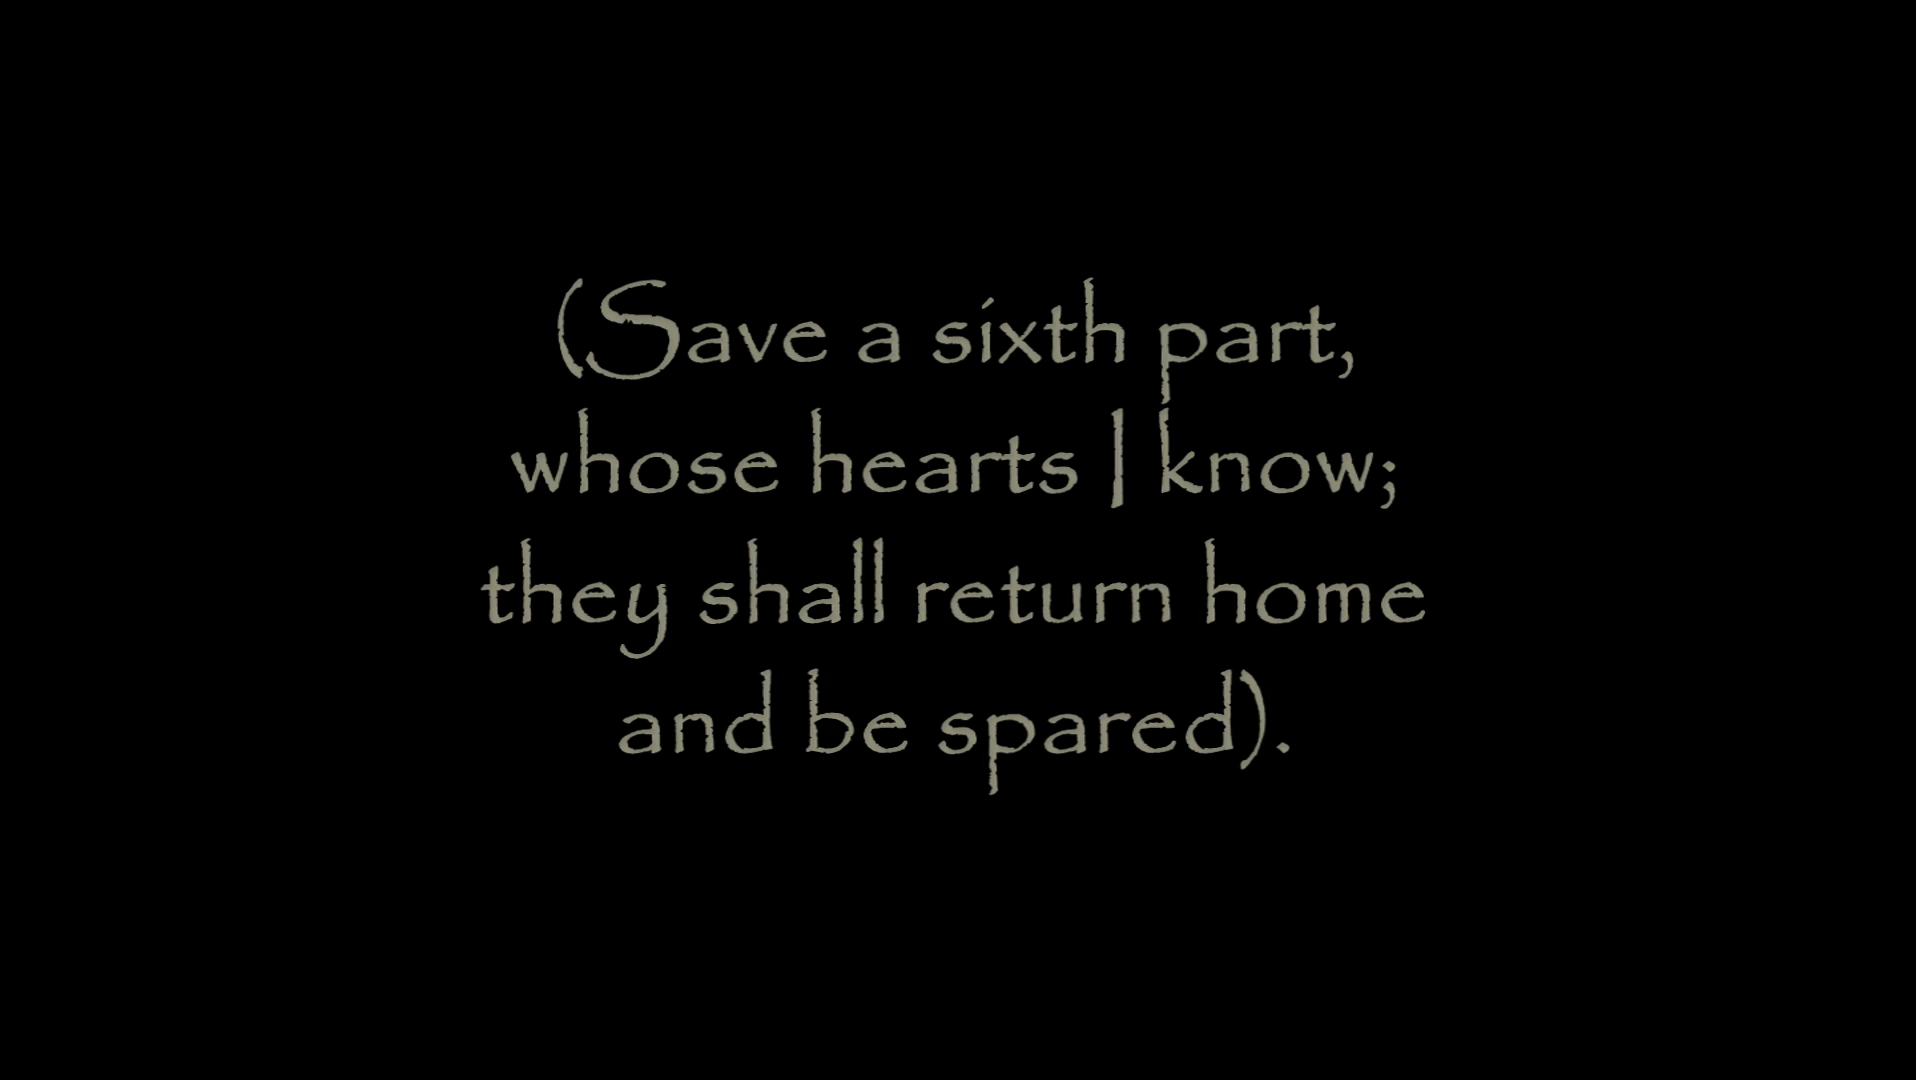 (Save a sixth part,
whose hearts I know;
they shall return home
and be spared).